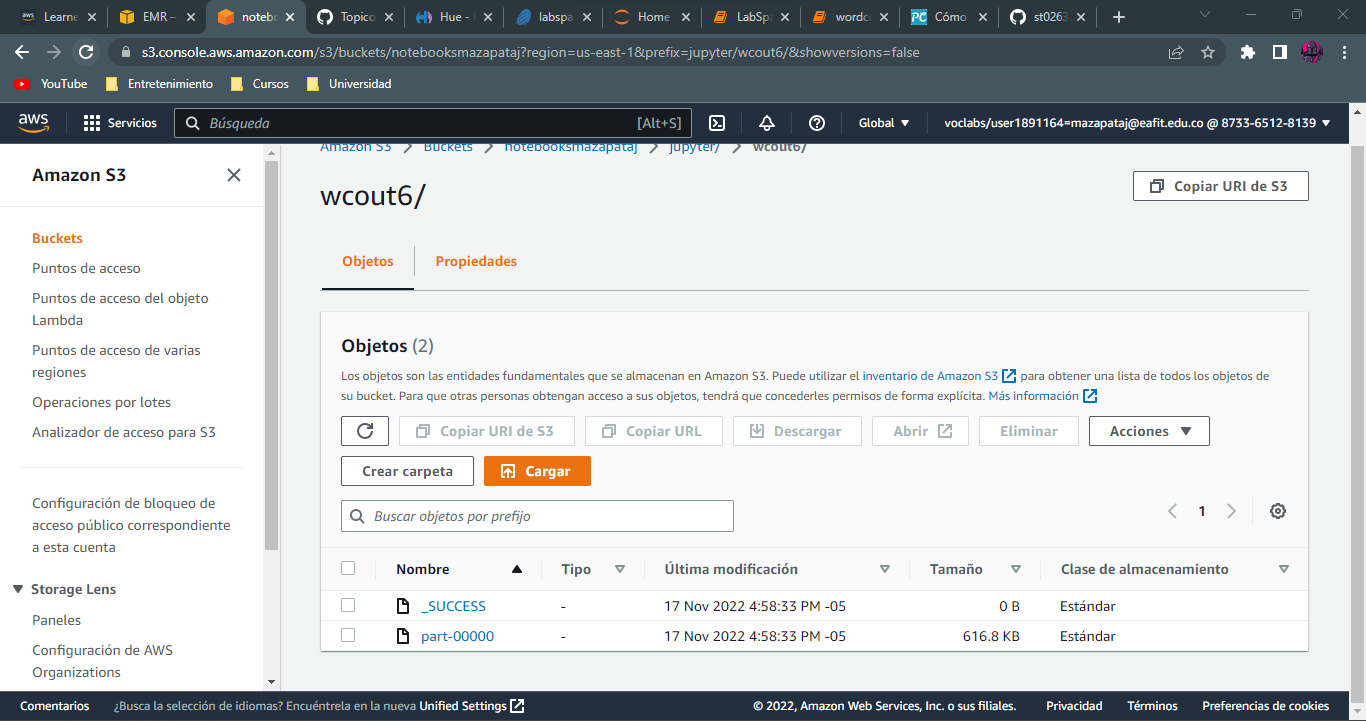 Learne
EMR –
noteb
Topico
Hue -
labspa
Home
LabSpa
wordc
Cómo
st0263
s3.console.aws.amazon.com/s3/buckets/notebooksmazapataj?region=us-east-1&prefix=jupyter/wcout6/&showversions=false
YouTube
Entretenimiento
Cursos
Universidad
aws
Servicios
Búsqueda
[Alt+S]
Global
voclabs/user1891164=mazapataj@eafit.edu.co @ 8733-6512-8139
Amazon S3
Buckets
Puntos de acceso
Puntos de acceso del objeto
Lambda
Puntos de acceso de varias
regiones
Operaciones por lotes
Analizador de acceso para S3
Configuración de bloqueo de
acceso público correspondiente
a esta cuenta
Storage Lens
Paneles
Configuración de AWS
Organizations
Amazon S3 > Buckets > notebooksmazapataj > jupyter/ > wcout6/
wcout6/
Copiar URI de S3
Objetos
Propiedades
Objetos (2)
Los objetos son las entidades fundamentales que se almacenan en Amazon S3. Puede utilizar el inventario de Amazon S3 para obtener una lista de todos los objetos de
su bucket. Para que otras personas obtengan acceso a sus objetos, tendrá que concederles permisos de forma explícita. Más información
Copiar URI de S3
Copiar URL
Descargar
Abrir
Eliminar
Acciones
Crear carpeta
Cargar
Buscar objetos por prefijo
1
Nombre Tipo Última modificación Tamaño Clase de almacenamiento
_SUCCESS - 17 Nov 2022 4:58:33 PM -05 0 B Estándar
part-00000 - 17 Nov 2022 4:58:33 PM -05 616.8 KB Estándar
Comentarios
¿Busca la selección de idiomas? Encuéntrela en la nueva Unified Settings
© 2022, Amazon Web Services, Inc. o sus filiales.
Privacidad
Términos
Preferencias de cookies